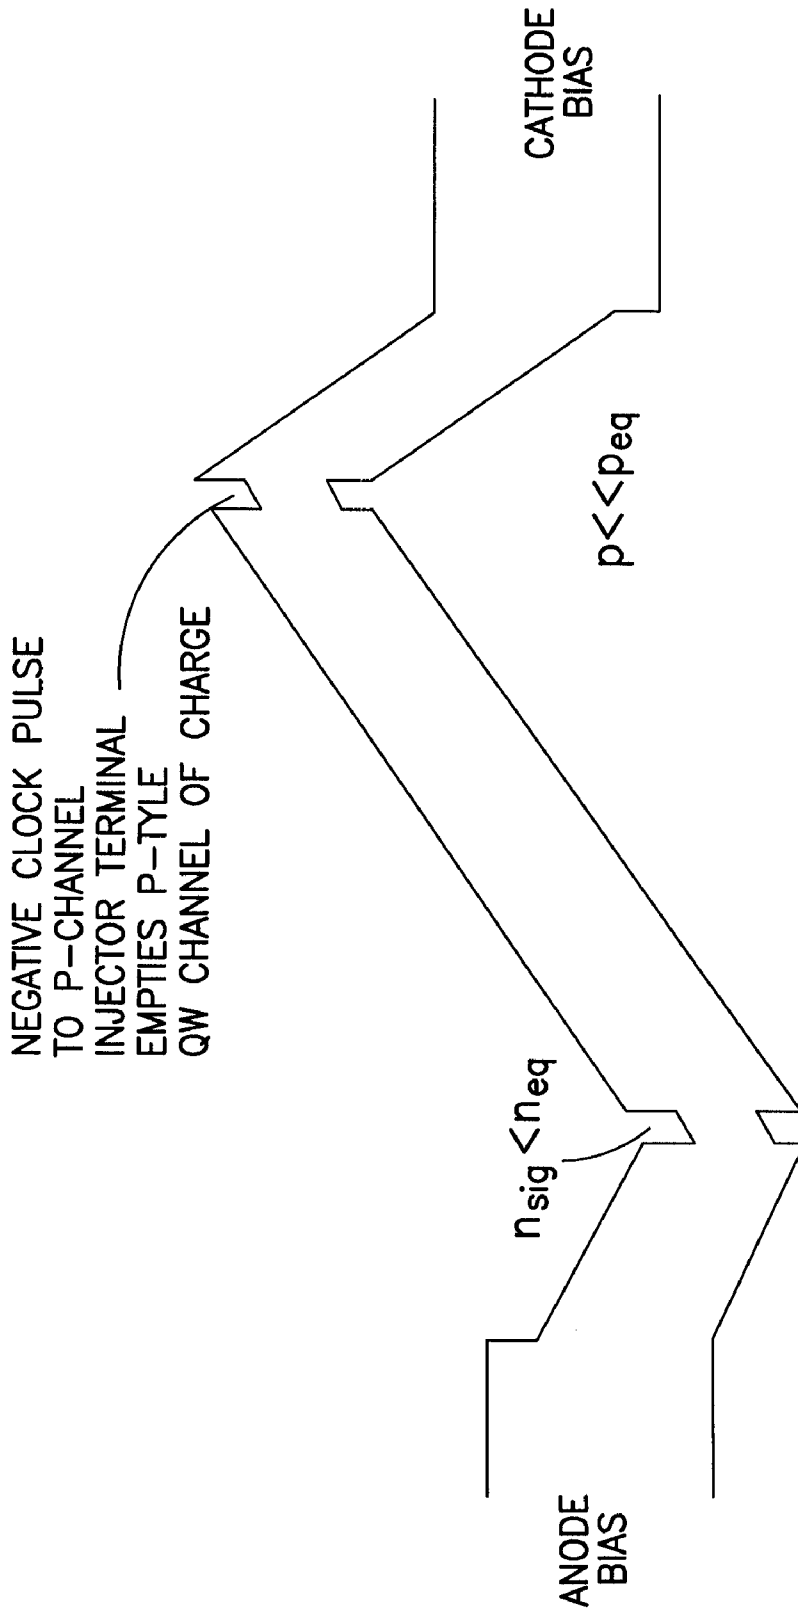 NEGATIVE CLOCK PULSE
TO P-CHANNEL
INJECTOR TERMINAL
EMPTIES P-TYLE
QW CHANNEL OF CHARGE
nsig <neq
p<<peq
ANODE
BIAS
CATHODE
BIAS